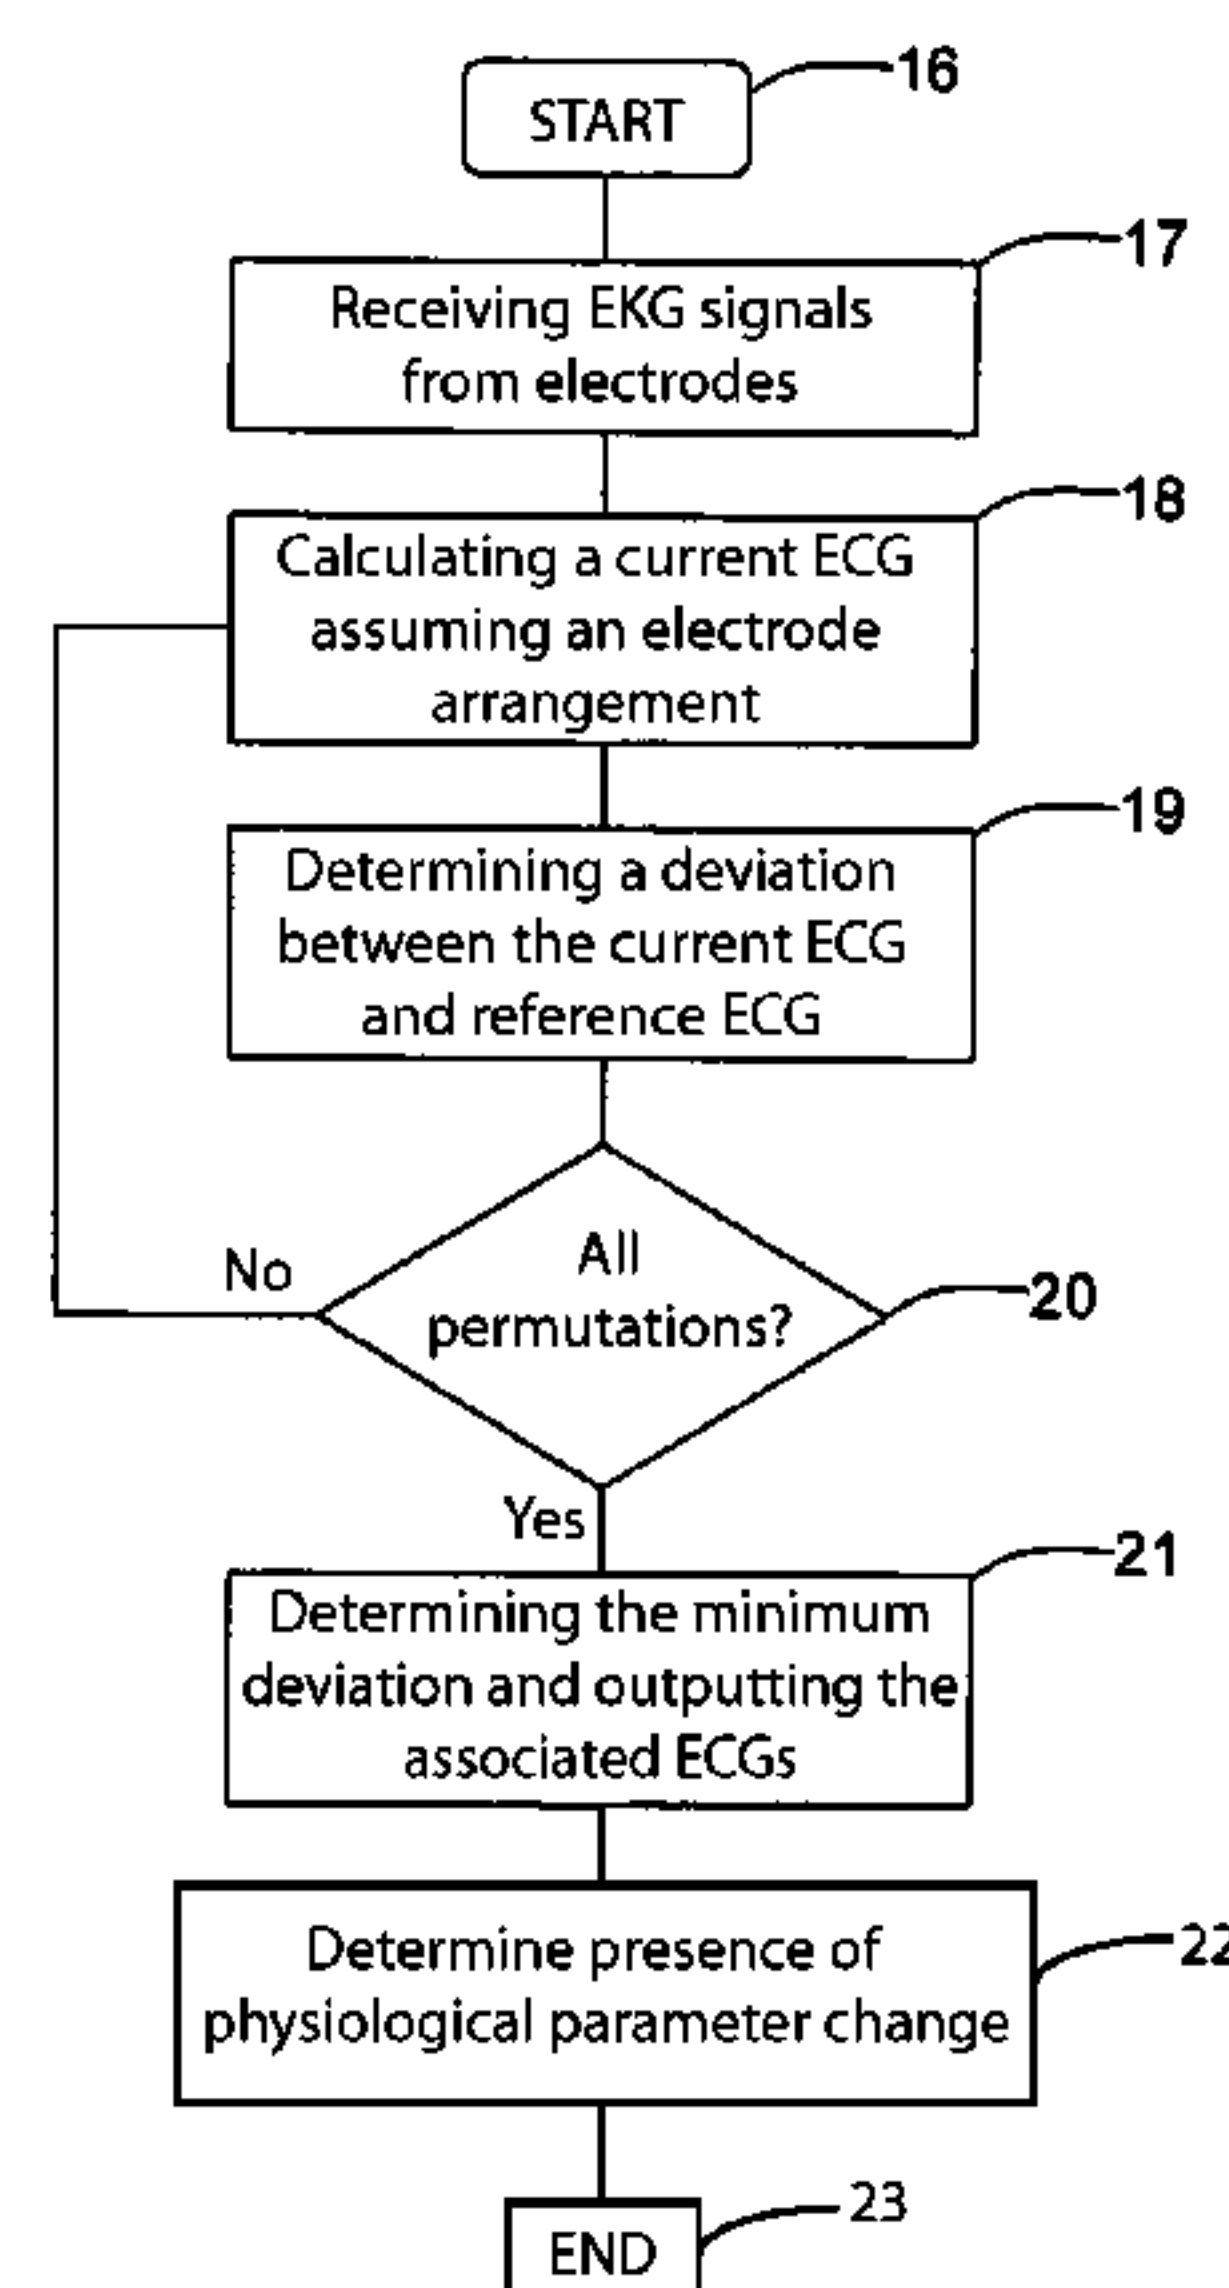 START
16
Receiving EKG signals
from electrodes
17
Calculating a current ECG
assuming an electrode
arrangement
18
Determining a deviation
between the current ECG
and reference ECG
19
All
permutations?
No
20
Yes
Determining the minimum
deviation and outputting the
associated ECGs
21
Determine presence of
physiological parameter change
22
END
23